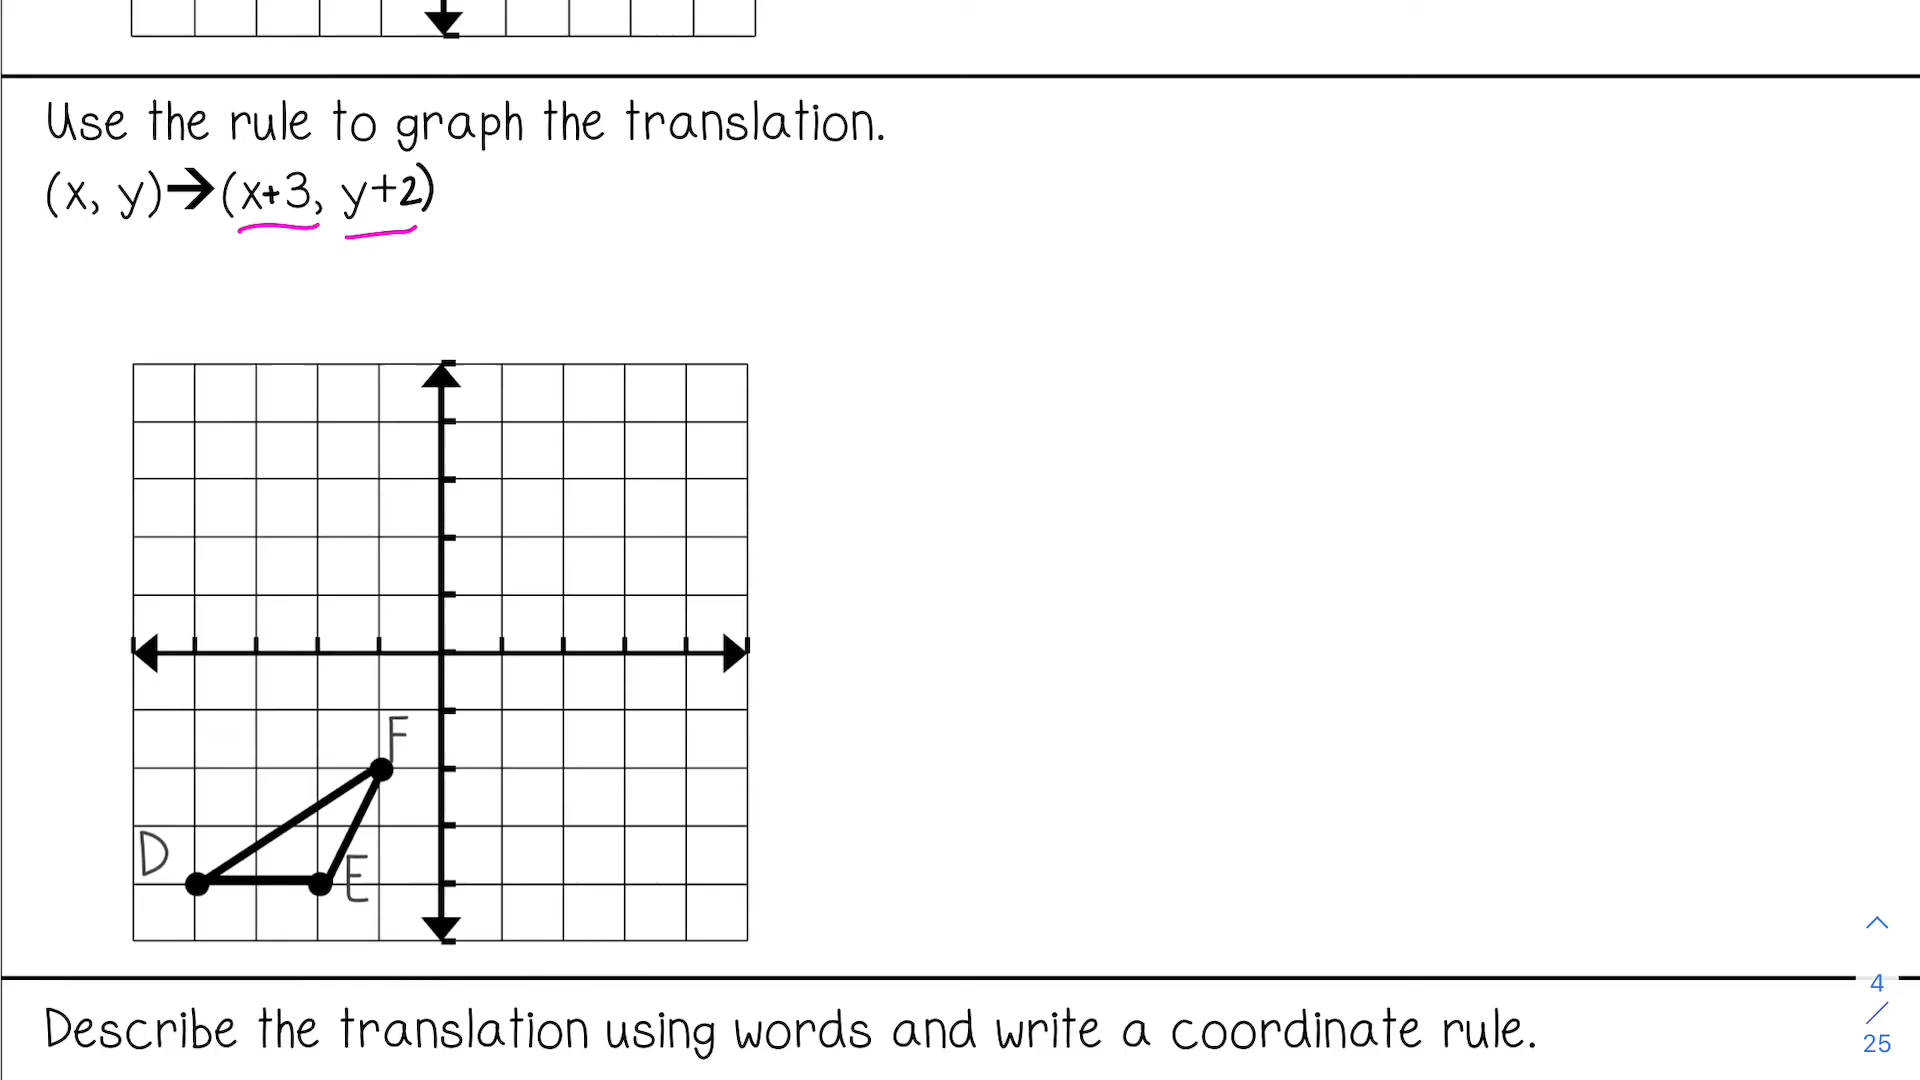 Use the rule to graph the translation.
(x, y)➔(x+3, y+2)
F
D
E
Describe the translation using words and write a coordinate rule.
4
/
25